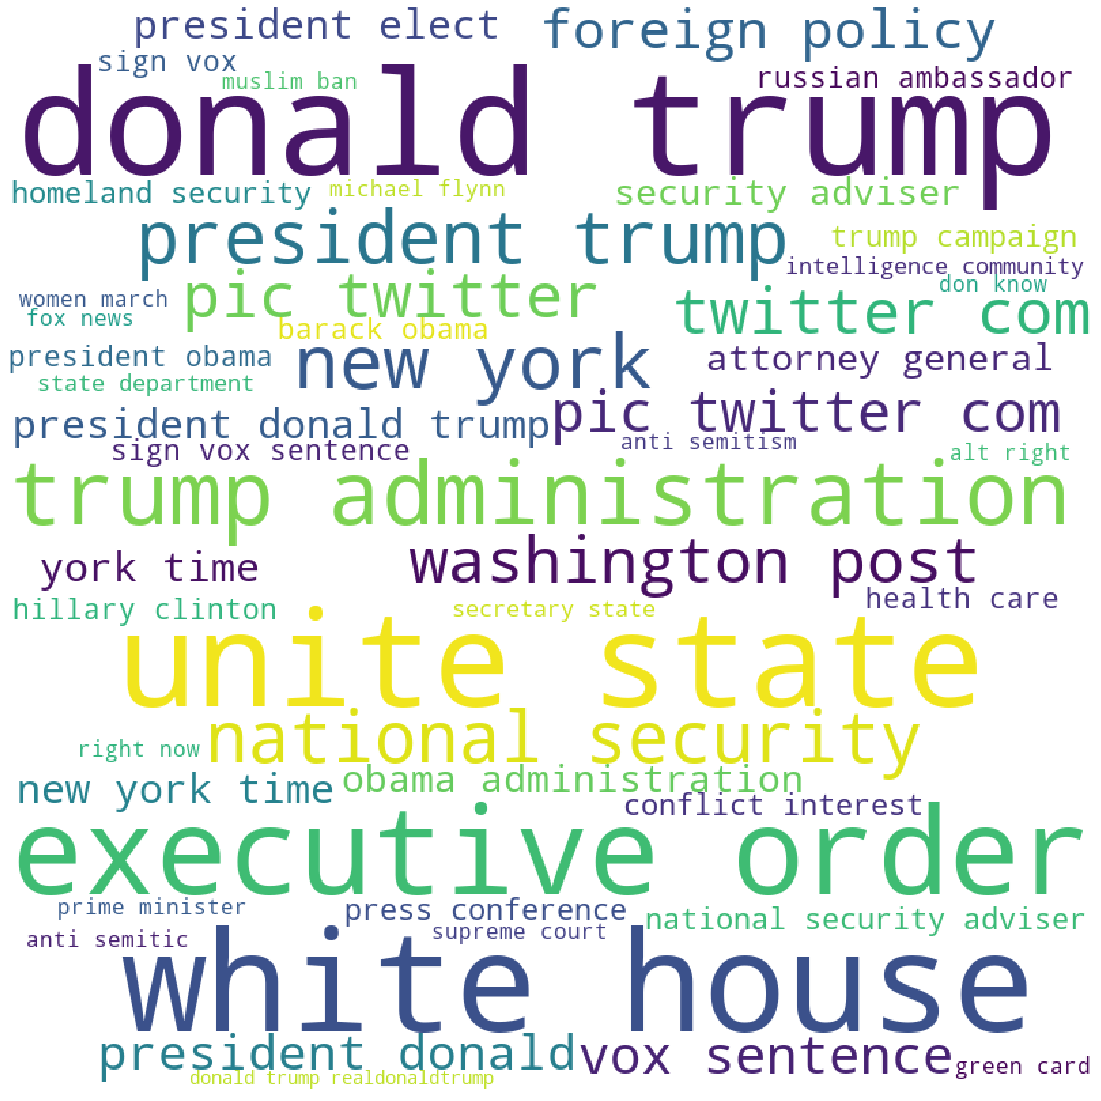 president elect
foreign policy
sign vox
muslim ban
russian ambassador
donald trump
homeland security
michael flynn
security adviser
president trump
trump campaign
intelligence community
women march
pic twitter
don know
fox news
barack obama
twitter com
president obama
new york
attorney general
state department
president donald trump
pic twitter com
sign vox sentence
anti semitism
alt right
trump administration
york time
washington post
hillary clinton
secretary state
health care
unite state
right now
national security
new york time
obama administration
conflict interest
executive order
prime minister
press conference
national security adviser
anti semitic
supreme court
white house
president donald
vox sentence
green card
donald trump realdonaldtrump